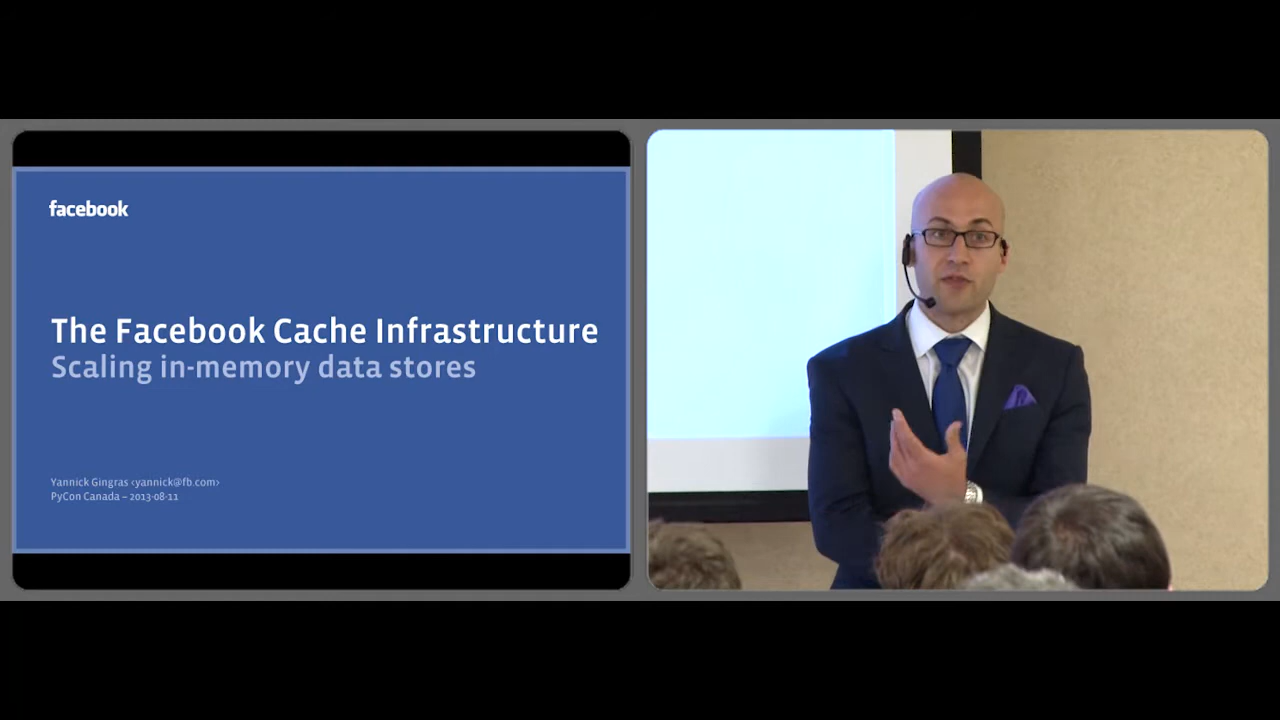 facebook
The Facebook Cache Infrastructure
Scaling in-memory data stores
Yannick Gingras <yannick@fb.com>
PyCon Canada – 2013-08-11